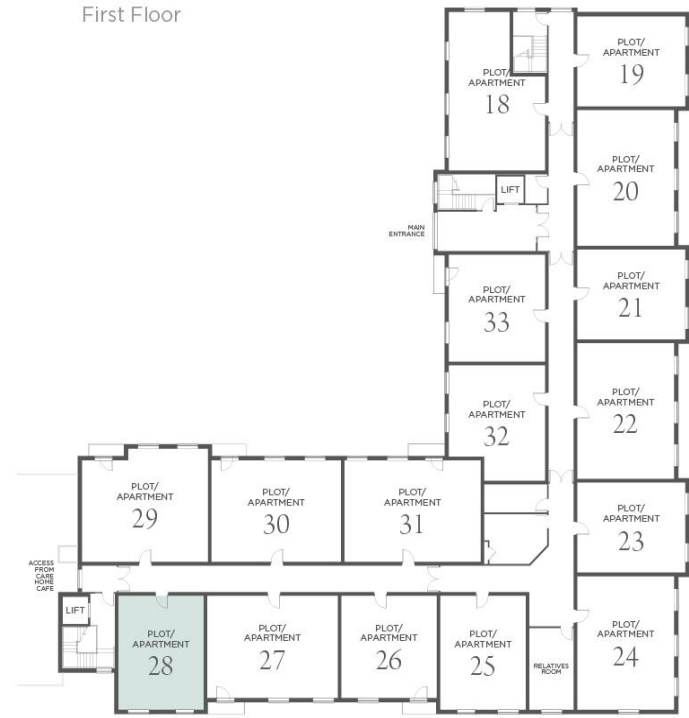 First Floor
PLOT/
APARTMENT
18
PLOT/
APARTMENT
19
PLOT/
APARTMENT
20
LIFT
MAIN
ENTRANCE
PLOT/
APARTMENT
21
PLOT/
APARTMENT
33
PLOT/
APARTMENT
22
PLOT/
APARTMENT
32
PLOT/
APARTMENT
29
PLOT/
APARTMENT
30
PLOT/
APARTMENT
31
PLOT/
APARTMENT
23
ACCESS
FROM
CARE
HOME
CAFE
LIFT
PLOT/
APARTMENT
28
PLOT/
APARTMENT
27
PLOT/
APARTMENT
26
PLOT/
APARTMENT
25
RELATIVES
ROOM
PLOT/
APARTMENT
24